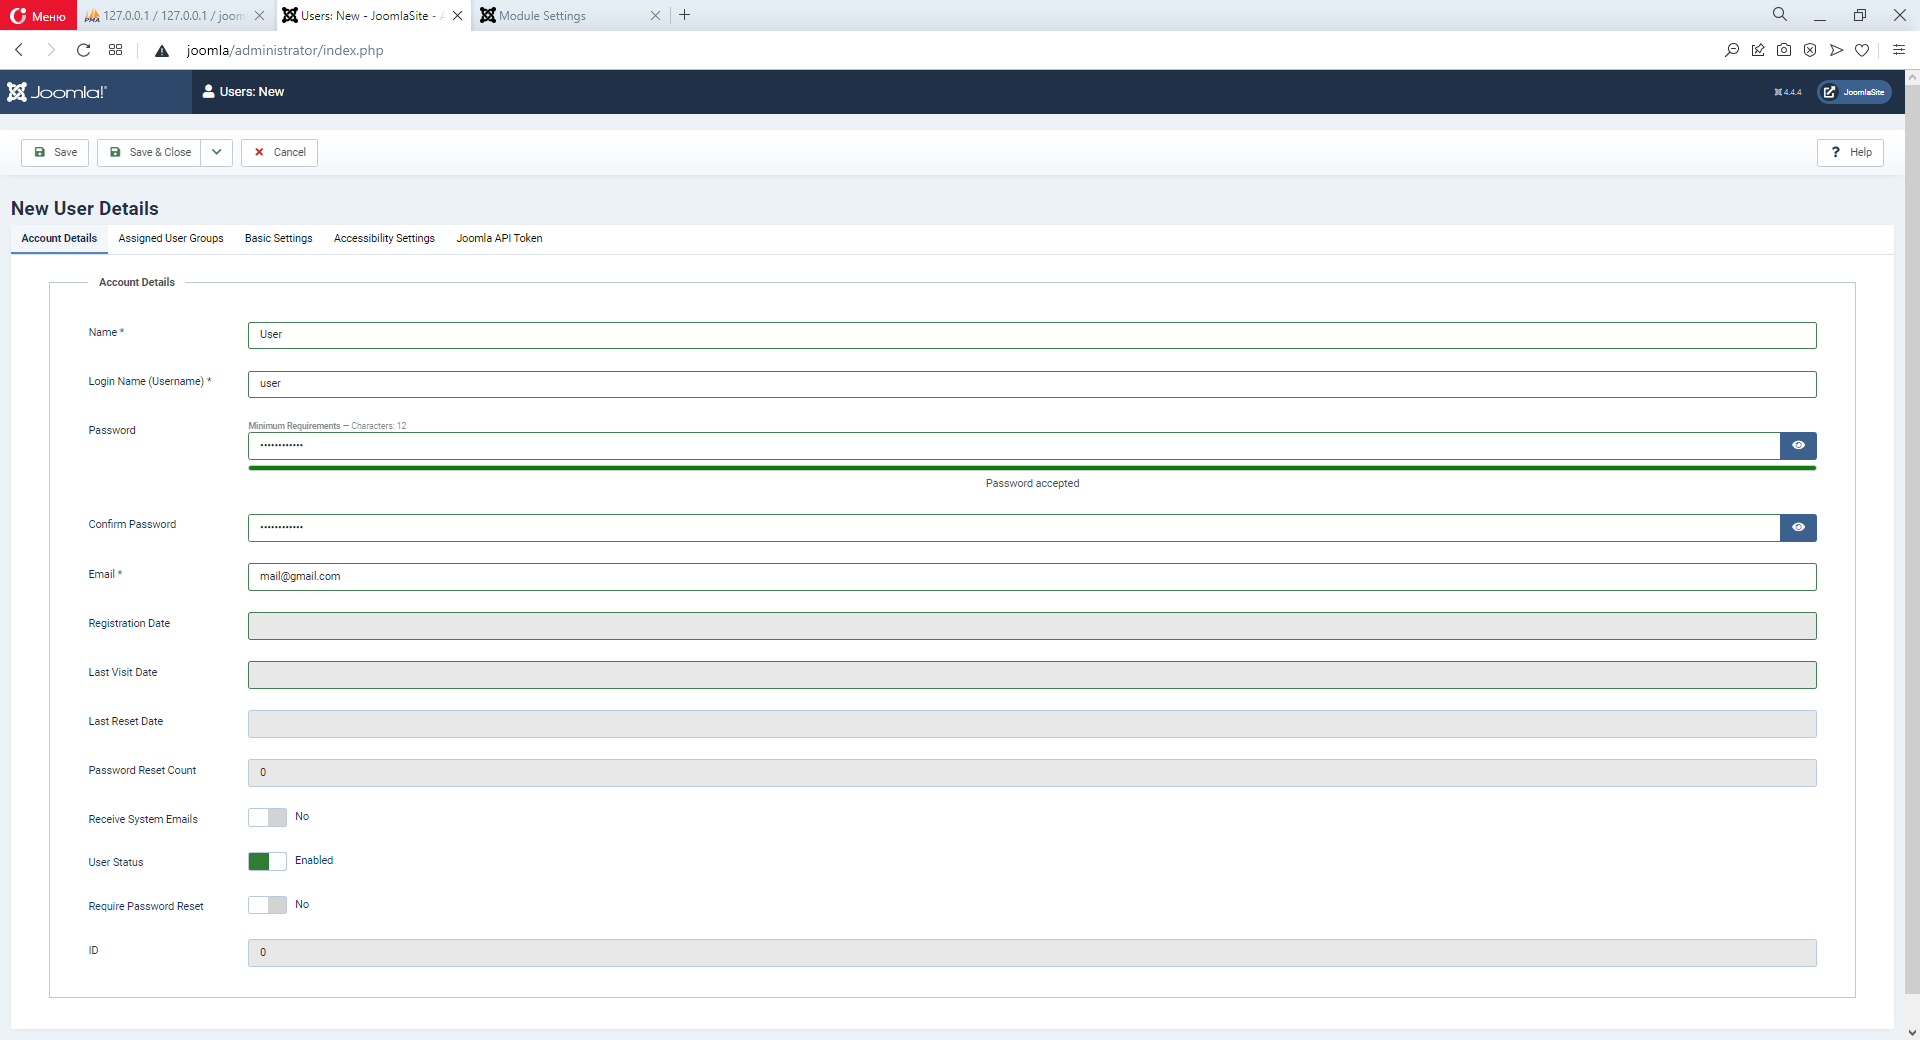 Меню
127.0.0.1 / 127.0.0.1 / joom
Users: New - JoomlaSite - A
Module Settings
joomla/administrator/index.php
Joomla!
Users: New
4.4.4
JoomlaSite
Save
Save & Close
Cancel
? Help
New User Details
Account Details
Assigned User Groups
Basic Settings
Accessibility Settings
Joomla API Token
Account Details
Name *
User
Login Name (Username) *
user
Password
Minimum Requirements — Characters: 12
••••••••••••
Password accepted
Confirm Password
••••••••••••
Email *
mail@gmail.com
Registration Date
Last Visit Date
Last Reset Date
Password Reset Count
0
Receive System Emails
No
User Status
Enabled
Require Password Reset
No
ID
0